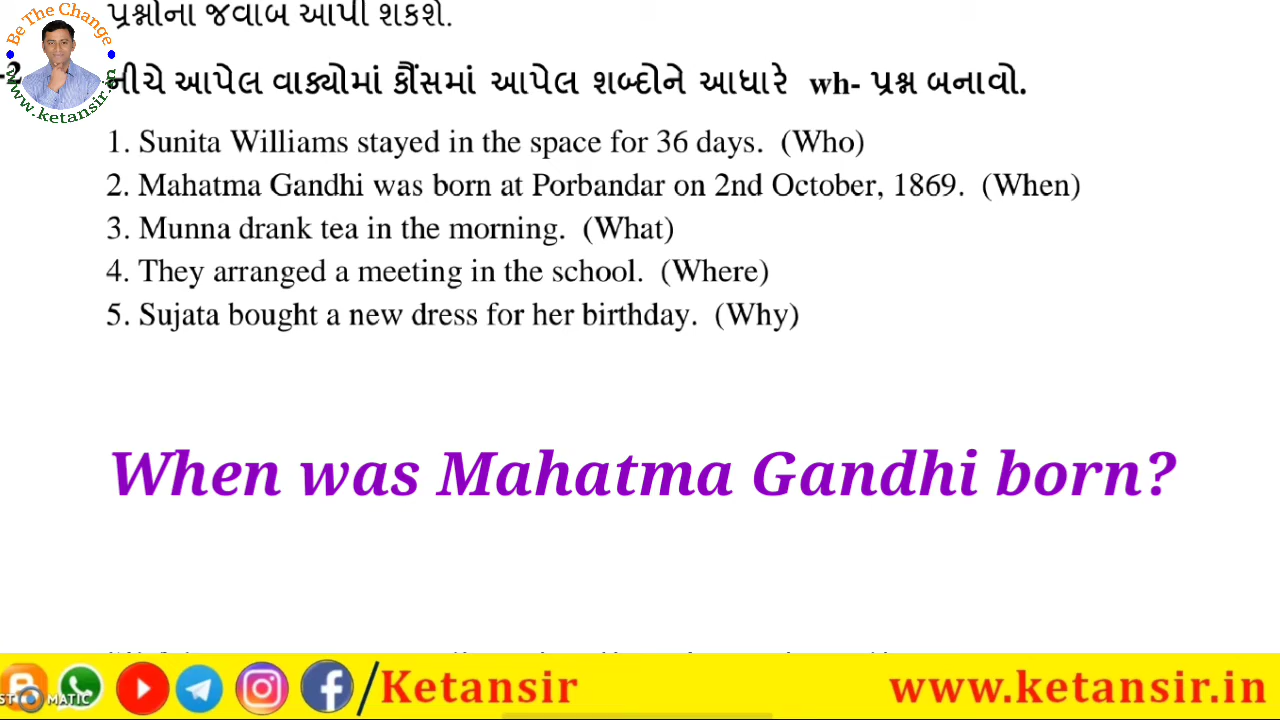 પ્રશ્નોના જવાબ આપી શકશે.
Be The Change
www.ketansir.in
-2
નીચે આપેલ વાક્યોમાં કૌંસમાં આપેલ શબ્દોને આધારે wh- પ્રશ્ન બનાવો.
1. Sunita Williams stayed in the space for 36 days. (Who)
2. Mahatma Gandhi was born at Porbandar on 2nd October, 1869. (When)
3. Munna drank tea in the morning. (What)
4. They arranged a meeting in the school. (Where)
5. Sujata bought a new dress for her birthday. (Why)
When was Mahatma Gandhi born?
/Ketansir www.ketansir.in
MATIC